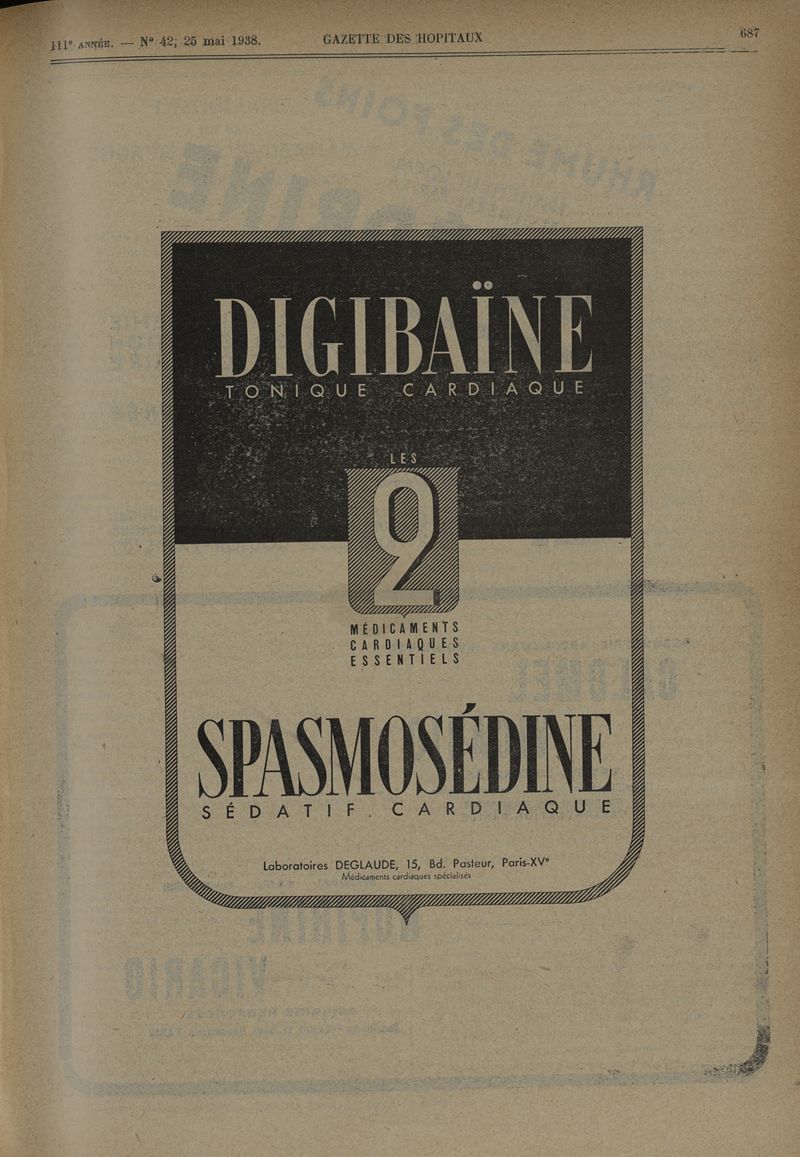 111e ANNÉE. — N° 42; 25 mai 1938.
GAZETTE DES HOPITAUX
687
DIGIBAÏNE
TONIQUE CARDIAQUE
LES
2
MÉDICAMENTS
CARDIAQUES
ESSENTIELS
SPASMOSÉDINE
SÉDATIF. CARDIAQUE
Laboratoires DEGLAUDE, 15, Bd. Pasteur, Paris-XVe
Médicaments cardiaques spécialisés